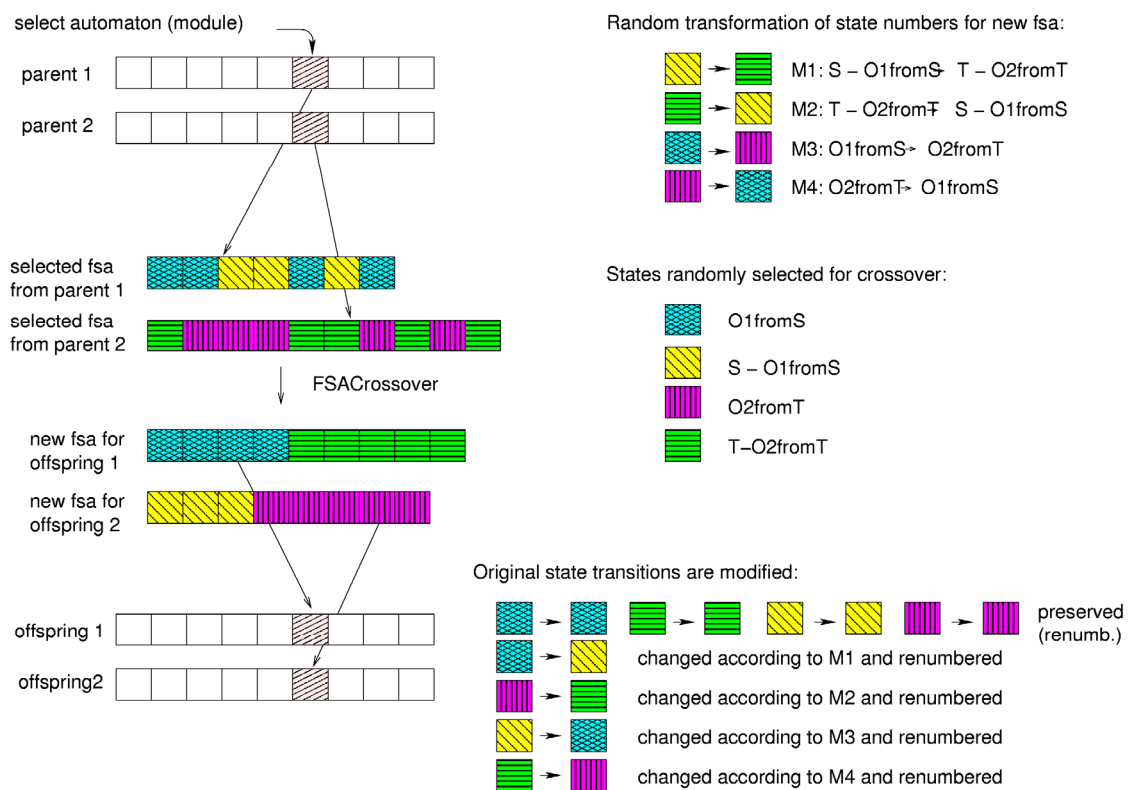 select automaton (module)
parent 1
parent 2
selected fsa
from parent 1
selected fsa
from parent 2
FSACrossover
new fsa for
offspring 1
new fsa for
offspring 2
offspring 1
offspring2
Random transformation of state numbers for new fsa:
M1: S – O1fromS→ T – O2fromT
M2: T – O2fromT→ S – O1fromS
M3: O1fromS→ O2fromT
M4: O2fromT→ O1fromS
States randomly selected for crossover:
O1fromS
S – O1fromS
O2fromT
T–O2fromT
Original state transitions are modified:
preserved
(renumb.)
changed according to M1 and renumbered
changed according to M2 and renumbered
changed according to M3 and renumbered
changed according to M4 and renumbered